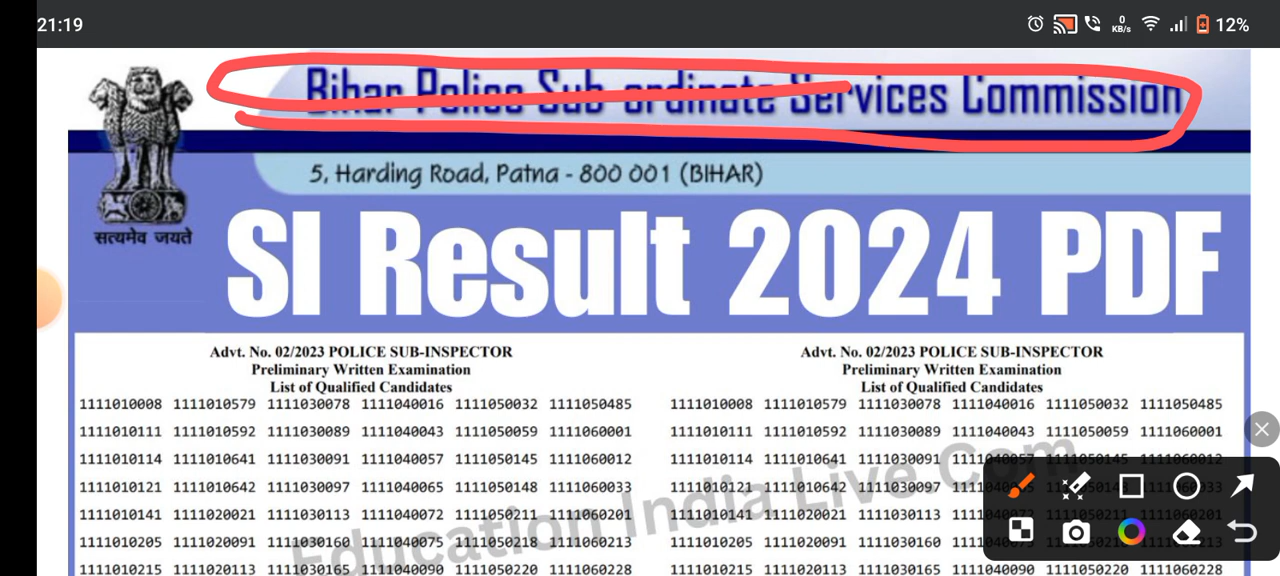 21:19
0
KB/s
12%
Bihar Police Sub-ordinate Services Commission
5, Harding Road, Patna - 800 001 (BIHAR)
सत्यमेव जयते
SI Result 2024 PDF
Advt. No. 02/2023 POLICE SUB-INSPECTOR
Preliminary Written Examination
List of Qualified Candidates
1111010008 1111010579 1111030078 1111040016 1111050032 1111050485
1111010111 1111010592 1111030089 1111040043 1111050059 1111060001
1111010114 1111010641 1111030091 1111040057 1111050145 1111060012
1111010121 1111010642 1111030097 1111040065 1111050148 1111060033
1111010141 1111020021 1111030113 1111040072 1111050211 1111060201
1111010205 1111020091 1111030160 1111040075 1111050218 1111060213
1111010215 1111020113 1111030165 1111040090 1111050220 1111060228
Advt. No. 02/2023 POLICE SUB-INSPECTOR
Preliminary Written Examination
List of Qualified Candidates
1111010008 1111010579 1111030078 1111040016 1111050032 1111050485
1111010111 1111010592 1111030089 1111040043 1111050059 1111060001
1111010114 1111010641 1111030091 1111040057 1111050145 1111060012
1111010121 1111010642 1111030097
1111010141 1111020021 1111030113
1111010205 1111020091 1111030160
1111010215 1111020113 1111030165 1111040090 1111050220 1111060228
Education India Live.Com